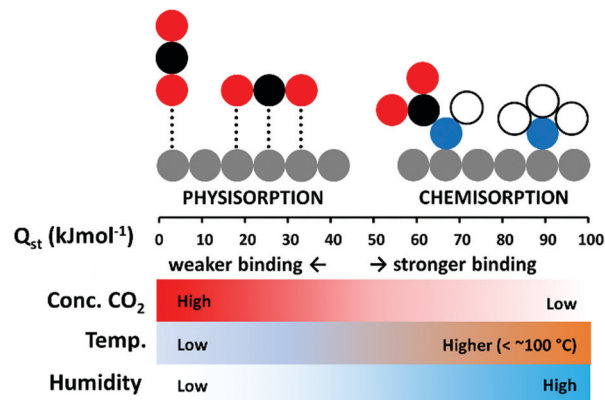 PHYSISORPTION CHEMISORPTION
Qst (kJmol-1) 0 10 20 30 40 50 60 70 80 90 100
weaker binding ← → stronger binding
Conc. CO2 High Low
Temp. Low Higher (< ~100 °C)
Humidity Low High